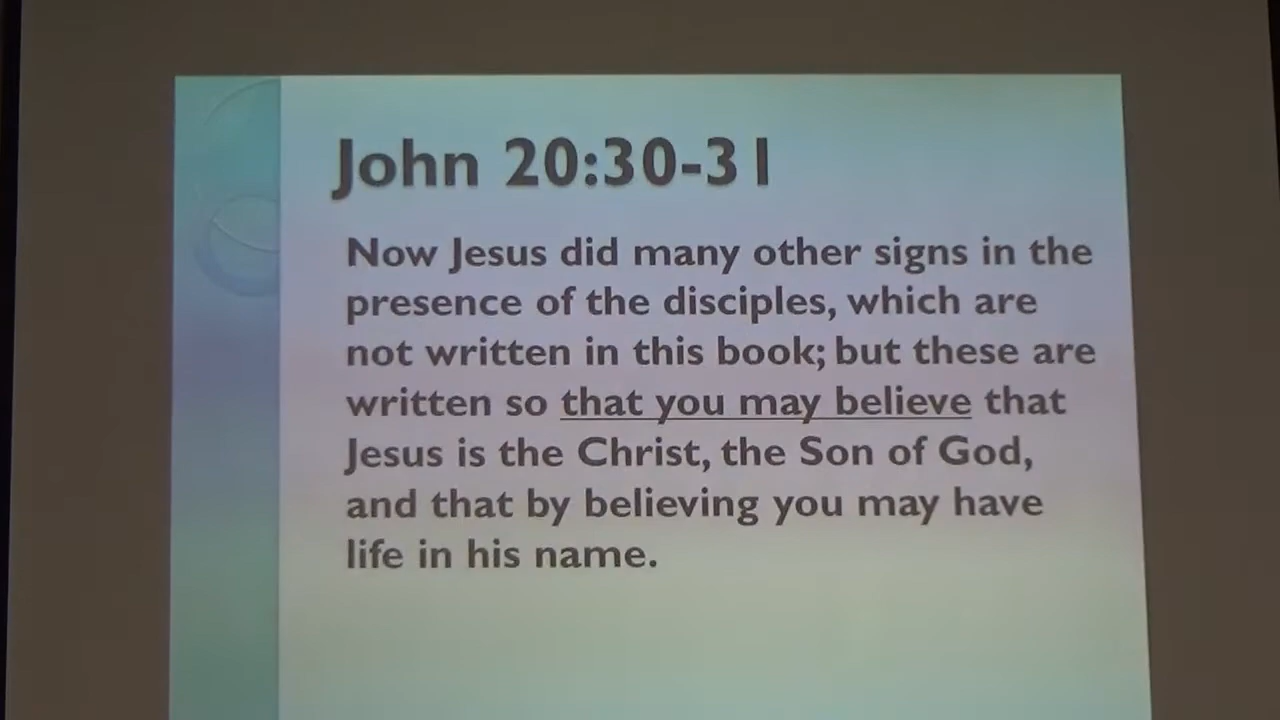 John 20:30-31
Now Jesus did many other signs in the
presence of the disciples, which are
not written in this book; but these are
written so that you may believe that
Jesus is the Christ, the Son of God,
and that by believing you may have
life in his name.